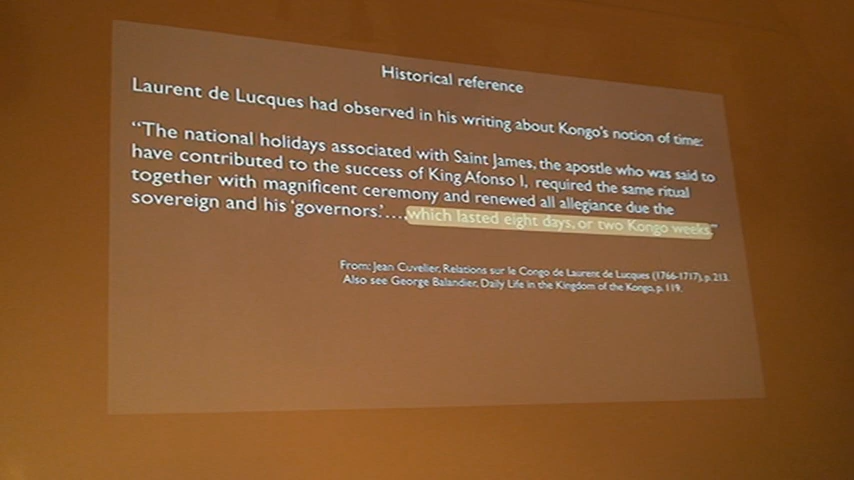 Historical reference
Laurent de Lucques had observed in his writing about Kongo's notion of time:
“The national holidays associated with Saint James, the apostle who was said to
have contributed to the success of King Afonso I, required the same ritual
together with magnificent ceremony and renewed all allegiance due the
sovereign and his ‘governors.’….which lasted eight days, or two Kongo weeks.”
From: Jean Cuvelier, Relations sur le Congo de Laurent de Lucques (1766-1717), p. 213.
Also see George Balandier, Daily Life in the Kingdom of the Kongo, p. 119.